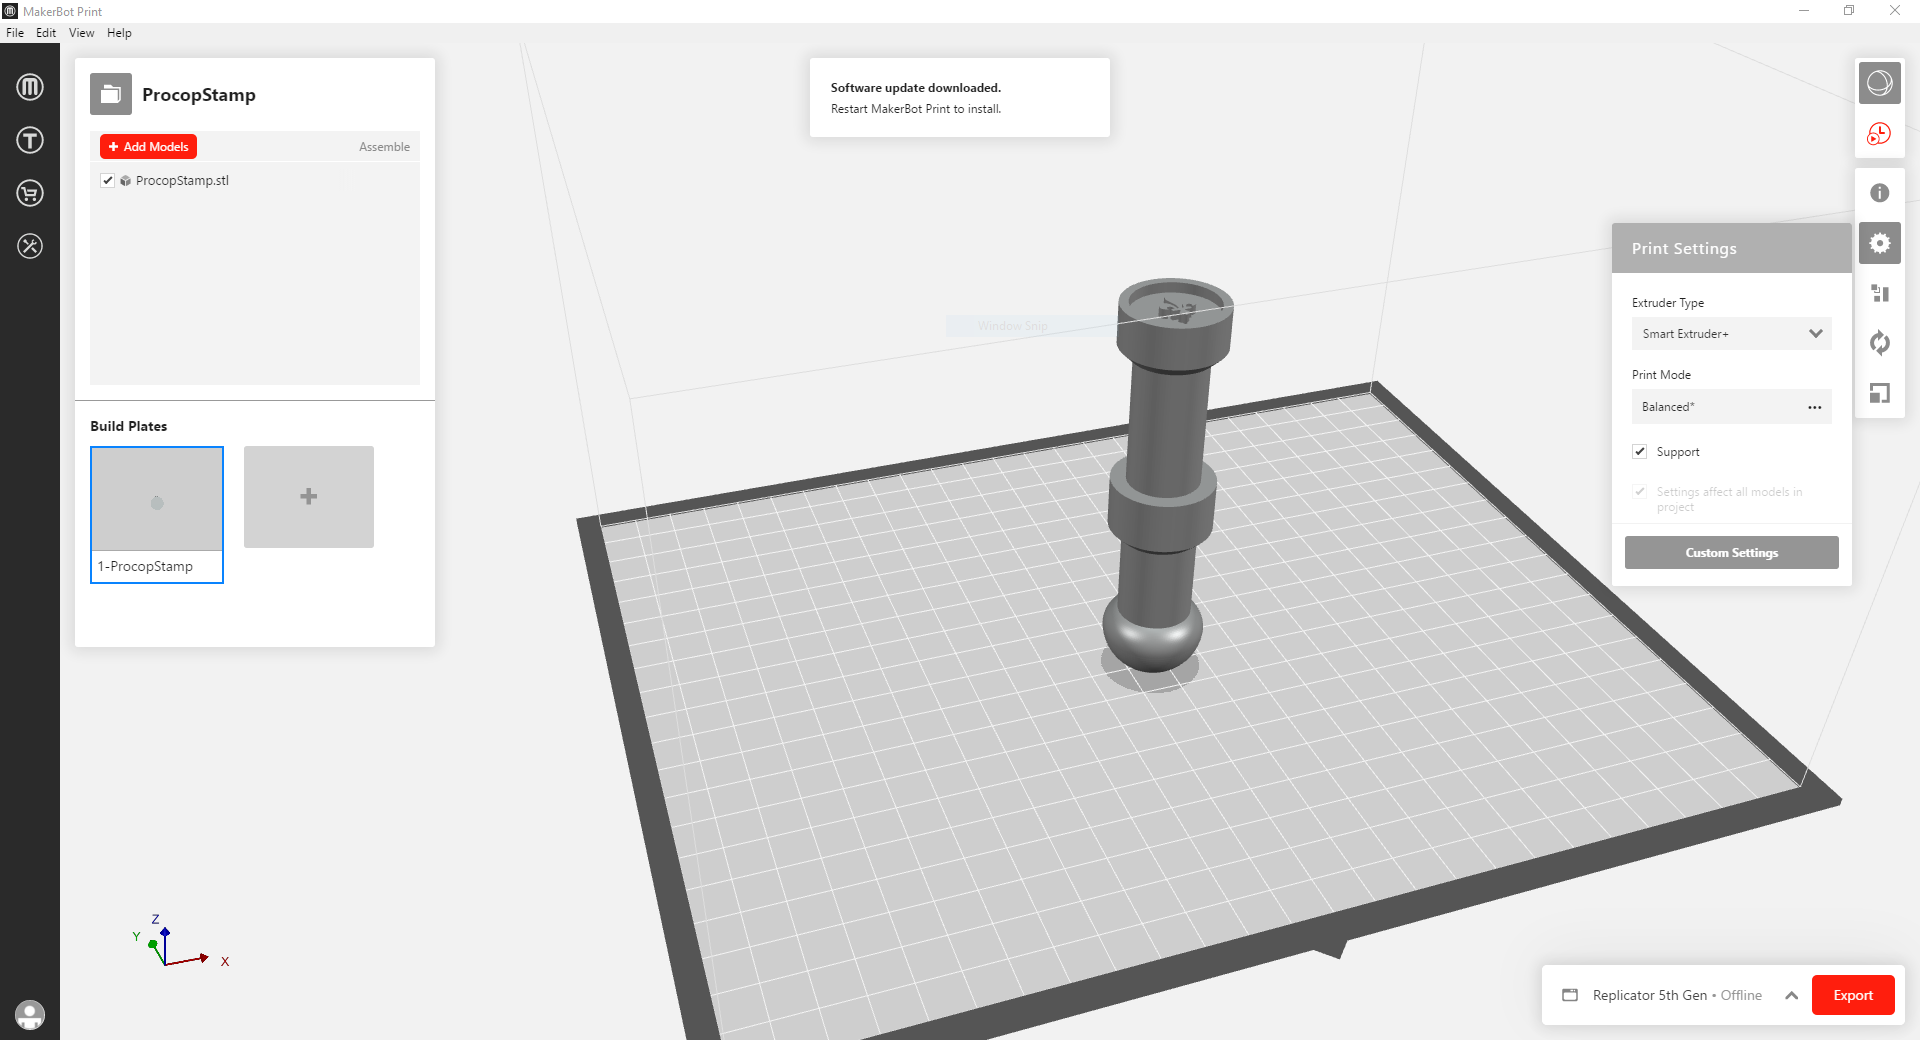 MakerBot Print
File Edit View Help
ProcopStamp
+ Add Models
Assemble
ProcopStamp.stl
Build Plates
1-ProcopStamp
Software update downloaded.
Restart MakerBot Print to install.
Window Snip
Print Settings
Extruder Type
Smart Extruder+
Print Mode
Balanced*
Support
Settings affect all models in
project
Custom Settings
Z
Y
X
Replicator 5th Gen • Offline
Export